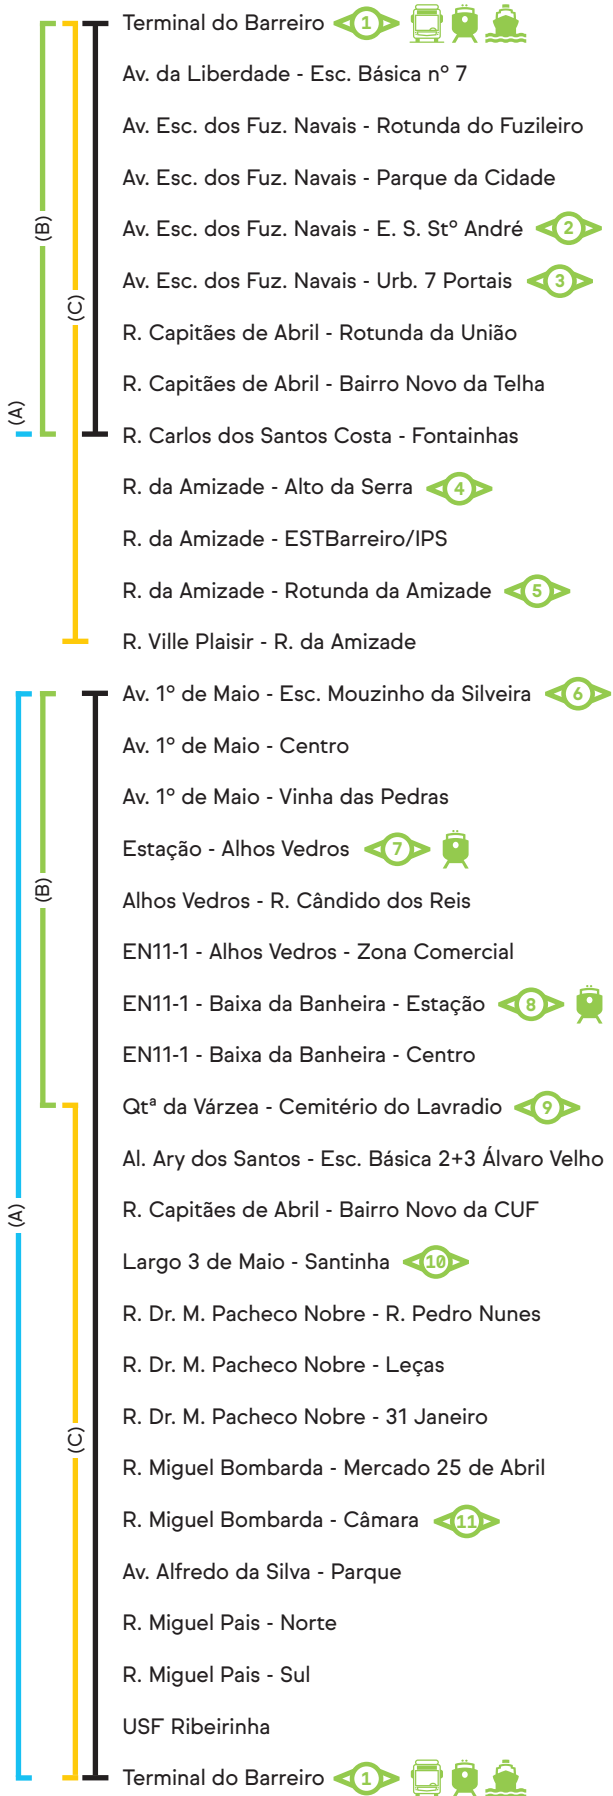 Terminal do Barreiro 1
Av. da Liberdade - Esc. Básica nº 7
Av. Esc. dos Fuz. Navais - Rotunda do Fuzileiro
Av. Esc. dos Fuz. Navais - Parque da Cidade
(B)
Av. Esc. dos Fuz. Navais - E. S. Stº André 2
Av. Esc. dos Fuz. Navais - Urb. 7 Portais 3
(C)
R. Capitães de Abril - Rotunda da União
R. Capitães de Abril - Bairro Novo da Telha
(A)
R. Carlos dos Santos Costa - Fontainhas
R. da Amizade - Alto da Serra 4
R. da Amizade - ESTBarreiro/IPS
R. da Amizade - Rotunda da Amizade 5
R. Ville Plaisir - R. da Amizade
Av. 1º de Maio - Esc. Mouzinho da Silveira 6
Av. 1º de Maio - Centro
Av. 1º de Maio - Vinha das Pedras
Estação - Alhos Vedros 7
(B)
Alhos Vedros - R. Cândido dos Reis
EN11-1 - Alhos Vedros - Zona Comercial
EN11-1 - Baixa da Banheira - Estação 8
EN11-1 - Baixa da Banheira - Centro
Qtª da Várzea - Cemitério do Lavradio 9
Al. Ary dos Santos - Esc. Básica 2+3 Álvaro Velho
(A)
R. Capitães de Abril - Bairro Novo da CUF
Largo 3 de Maio - Santinha 10
R. Dr. M. Pacheco Nobre - R. Pedro Nunes
R. Dr. M. Pacheco Nobre - Leças
R. Dr. M. Pacheco Nobre - 31 Janeiro
(C)
R. Miguel Bombarda - Mercado 25 de Abril
R. Miguel Bombarda - Câmara 11
Av. Alfredo da Silva - Parque
R. Miguel Pais - Norte
R. Miguel Pais - Sul
USF Ribeirinha
Terminal do Barreiro 1